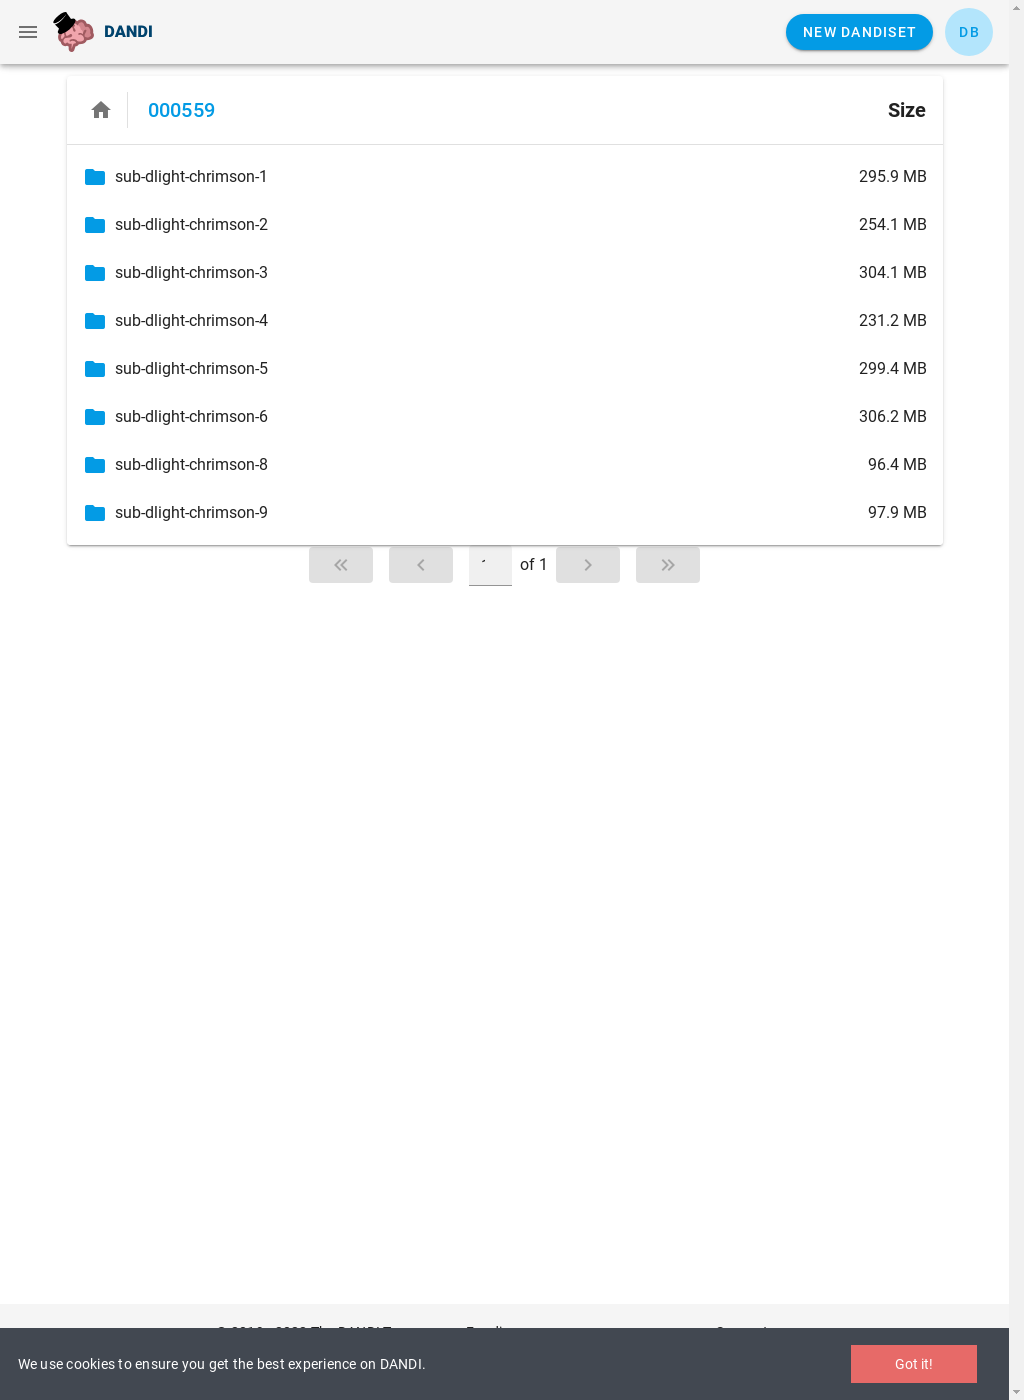 DANDI
NEW DANDISET
DB
000559
Size
sub-dlight-chrimson-1 295.9 MB
sub-dlight-chrimson-2 254.1 MB
sub-dlight-chrimson-3 304.1 MB
sub-dlight-chrimson-4 231.2 MB
sub-dlight-chrimson-5 299.4 MB
sub-dlight-chrimson-6 306.2 MB
sub-dlight-chrimson-8 96.4 MB
sub-dlight-chrimson-9 97.9 MB
of 1
We use cookies to ensure you get the best experience on DANDI.
Got it!